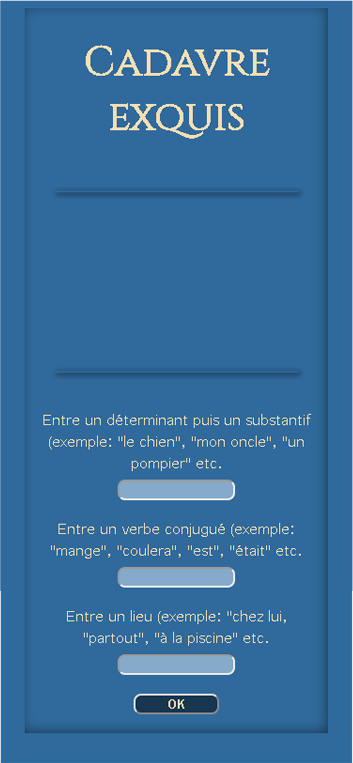 Cadavre
exquis
Entre un déterminant puis un substantif
(exemple: "le chien", "mon oncle", "un
pompier" etc.
Entre un verbe conjugué (exemple:
"mange", "coulera", "est", "était" etc.
Entre un lieu (exemple: "chez lui,
"partout", "à la piscine" etc.
OK